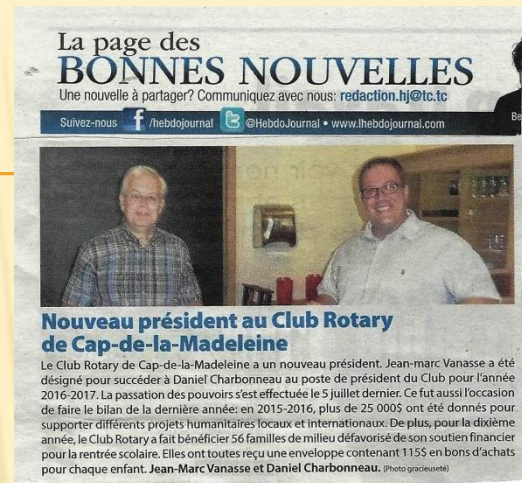 La page des
BONNES NOUVELLES
Une nouvelle à partager? Communiquez avec nous: redaction.hj@tc.tc
Suivez-nous f /hebdojournal @HebdoJournal • www.lhebdojournal.com
Be
Nouveau président au Club Rotary
de Cap-de-la-Madeleine
Le Club Rotary de Cap-de-la-Madeleine a un nouveau président. Jean-marc Vanasse a été
désigné pour succéder à Daniel Charbonneau au poste de président du Club pour l'année
2016-2017. La passation des pouvoirs s'est effectuée le 5 juillet dernier. Ce fut aussi l'occasion
de faire le bilan de la dernière année: en 2015-2016, plus de 25 000$ ont été donnés pour
supporter différents projets humanitaires locaux et internationaux. De plus, pour la dixième
année, le Club Rotary a fait bénéficier 56 familles de milieu défavorisé de son soutien financier
pour la rentrée scolaire. Elles ont toutes reçu une enveloppe contenant 115$ en bons d'achats
pour chaque enfant. Jean-Marc Vanasse et Daniel Charbonneau. (Photo gracieuseté)